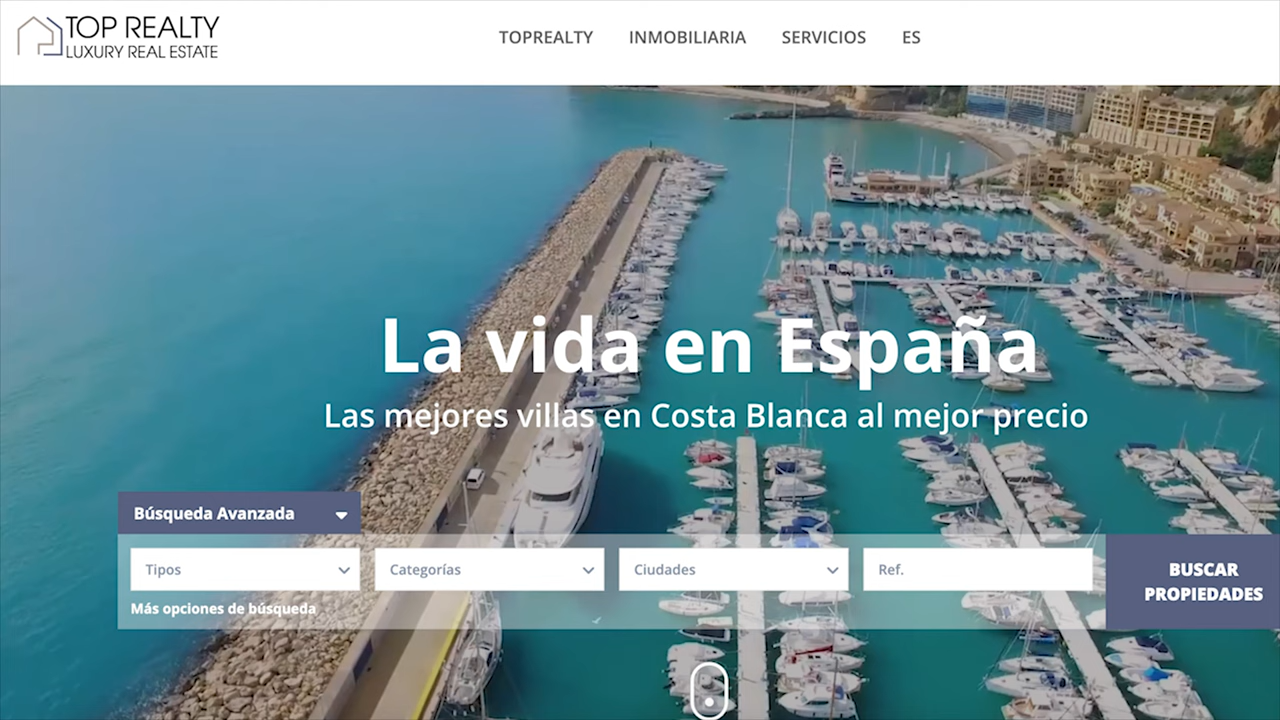 TOP REALTY
LUXURY REAL ESTATE
TOPREALTY INMOBILIARIA SERVICIOS ES
La vida en España
Las mejores villas en Costa Blanca al mejor precio
Búsqueda Avanzada
Tipos Categorías Ciudades Ref.
BUSCAR
PROPIEDADES
Más opciones de búsqueda